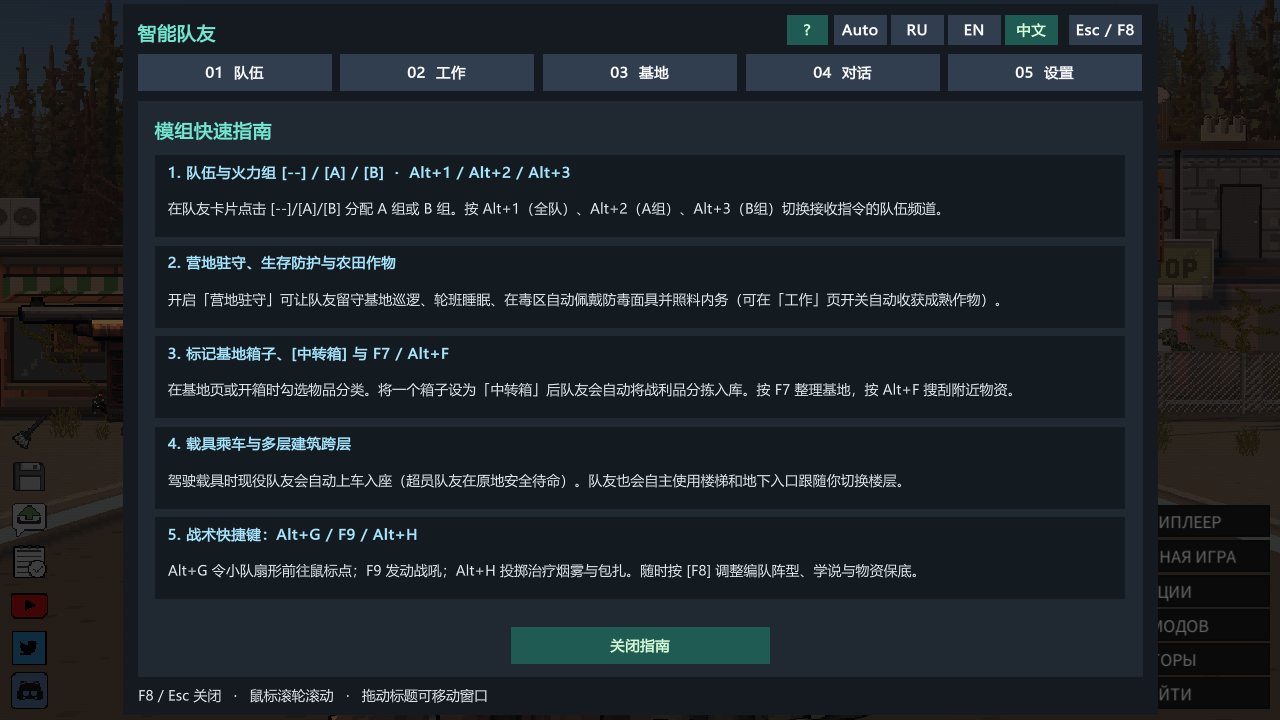 智能队友
?
Auto
RU
EN
中文
Esc / F8
01 队伍
02 工作
03 基地
04 对话
05 设置
模组快速指南
1. 队伍与火力组 [--] / [A] / [B] · Alt+1 / Alt+2 / Alt+3
在队友卡片点击 [--]/[A]/[B] 分配 A 组或 B 组。按 Alt+1（全队）、Alt+2（A组）、Alt+3（B组）切换接收指令的队伍频道。
2. 营地驻守、生存防护与农田作物
开启「营地驻守」可让队友留守基地巡逻、轮班睡眠、在毒区自动佩戴防毒面具并照料内务（可在「工作」页开关自动收获成熟作物）。
3. 标记基地箱子、[中转箱] 与 F7 / Alt+F
在基地页或开箱时勾选物品分类。将一个箱子设为「中转箱」后队友会自动将战利品分拣入库。按 F7 整理基地，按 Alt+F 搜刮附近物资。
4. 载具乘车与多层建筑跨层
驾驶载具时现役队友会自动上车入座（超员队友在原地安全待命）。队友也会自主使用楼梯和地下入口跟随你切换楼层。
5. 战术快捷键：Alt+G / F9 / Alt+H
Alt+G 令小队扇形前往鼠标点；F9 发动战吼；Alt+H 投掷治疗烟雾与包扎。随时按 [F8] 调整编队阵型、学说与物资保底。
关闭指南
F8 / Esc 关闭 · 鼠标滚轮滚动 · 拖动标题可移动窗口
ИПЛЕЕР
НАЯ ИГРА
ЦИИ
МОДОВ
ТОРЫ
ЙТИ